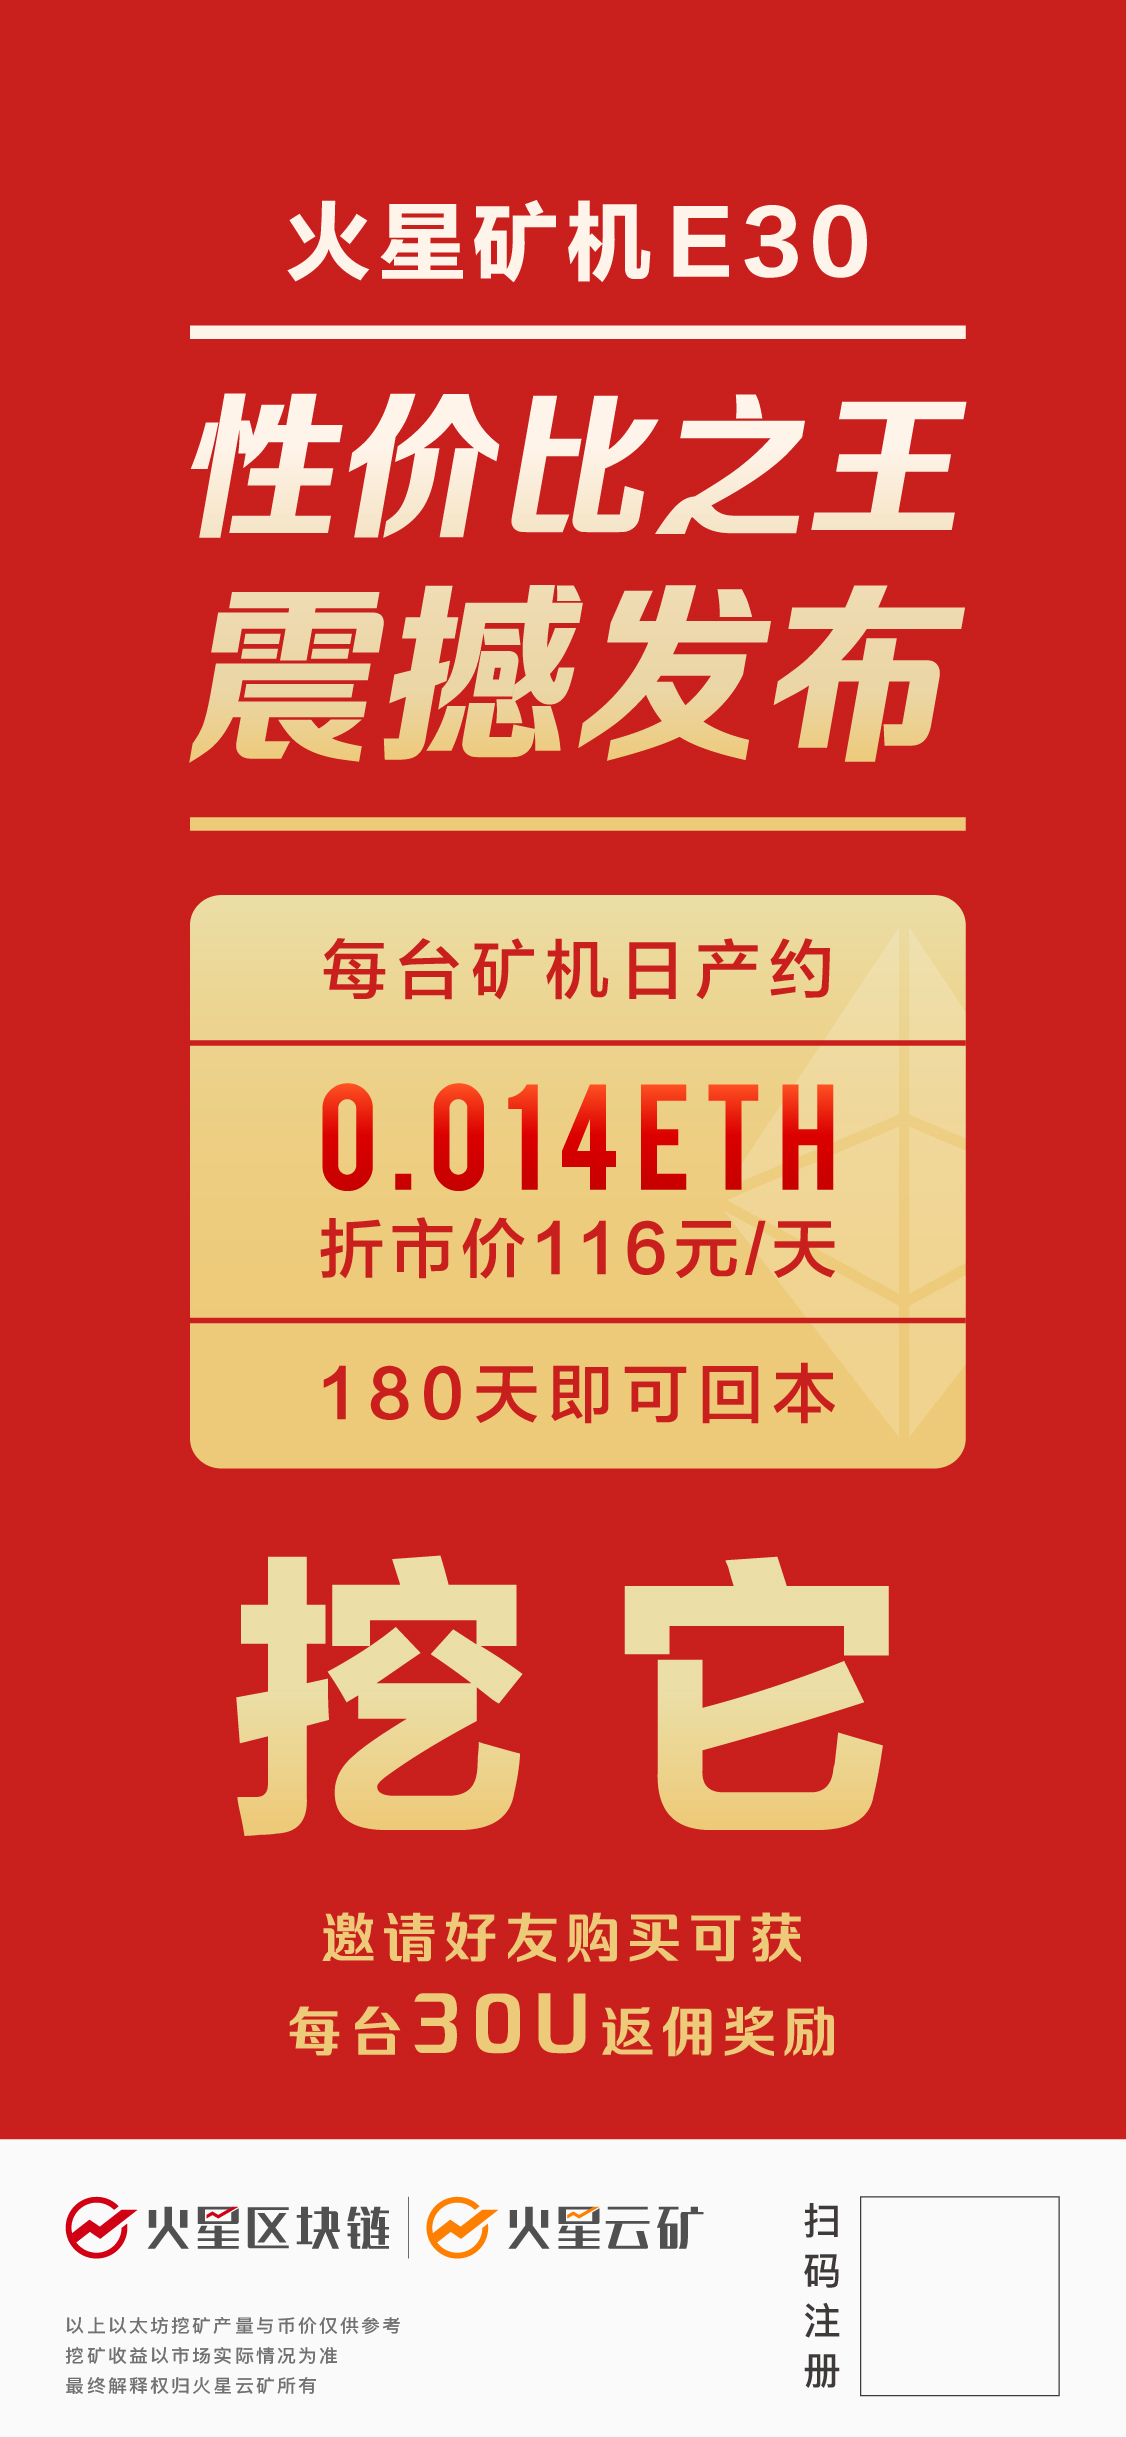 火星矿机E30
性价比之王
震撼发布
每台矿机日产约
0.014ETH
折市价116元/天
180天即可回本
挖它
邀请好友购买可获
每台30U返佣奖励
火星区块链 火星云矿
扫码注册
以上以太坊挖矿产量与币价仅供参考
挖矿收益以市场实际情况为准
最终解释权归火星云矿所有